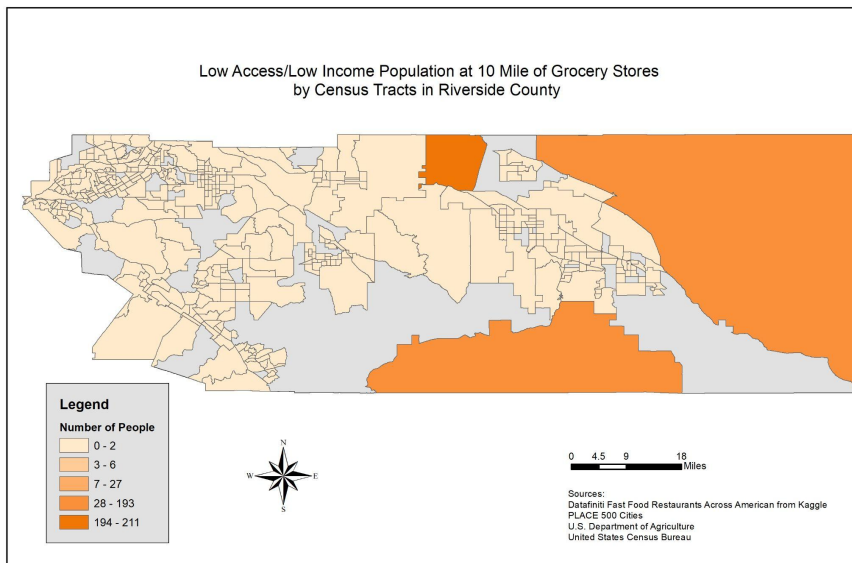 Low Access/Low Income Population at 10 Mile of Grocery Stores
by Census Tracts in Riverside County
Legend
Number of People
0 - 2
3 - 6
7 - 27
28 - 193
194 - 211
N
W E
S
0 4.5 9 18
Miles
Sources:
Datafiniti Fast Food Restaurants Across American from Kaggle
PLACE 500 Cities
U.S. Department of Agriculture
United States Census Bureau